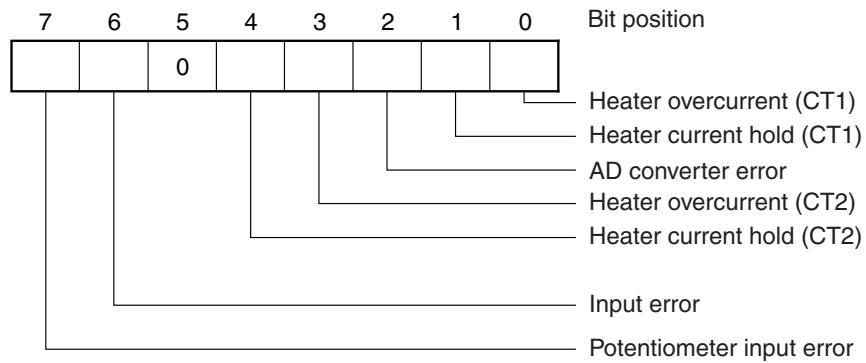 7 6 5 4 3 2 1 0 Bit position
0
Heater overcurrent (CT1)
Heater current hold (CT1)
AD converter error
Heater overcurrent (CT2)
Heater current hold (CT2)
Input error
Potentiometer input error